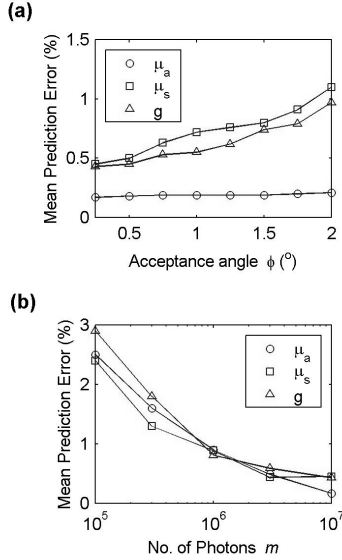 (a)
Mean Prediction Error (%)
1.5
1
0.5
0
μa
μs
g
0.5
1
1.5
2
Acceptance angle ϕ (°)
(b)
Mean Prediction Error (%)
3
2
1
0
μa
μs
g
10^5
10^6
10^7
No. of Photons m